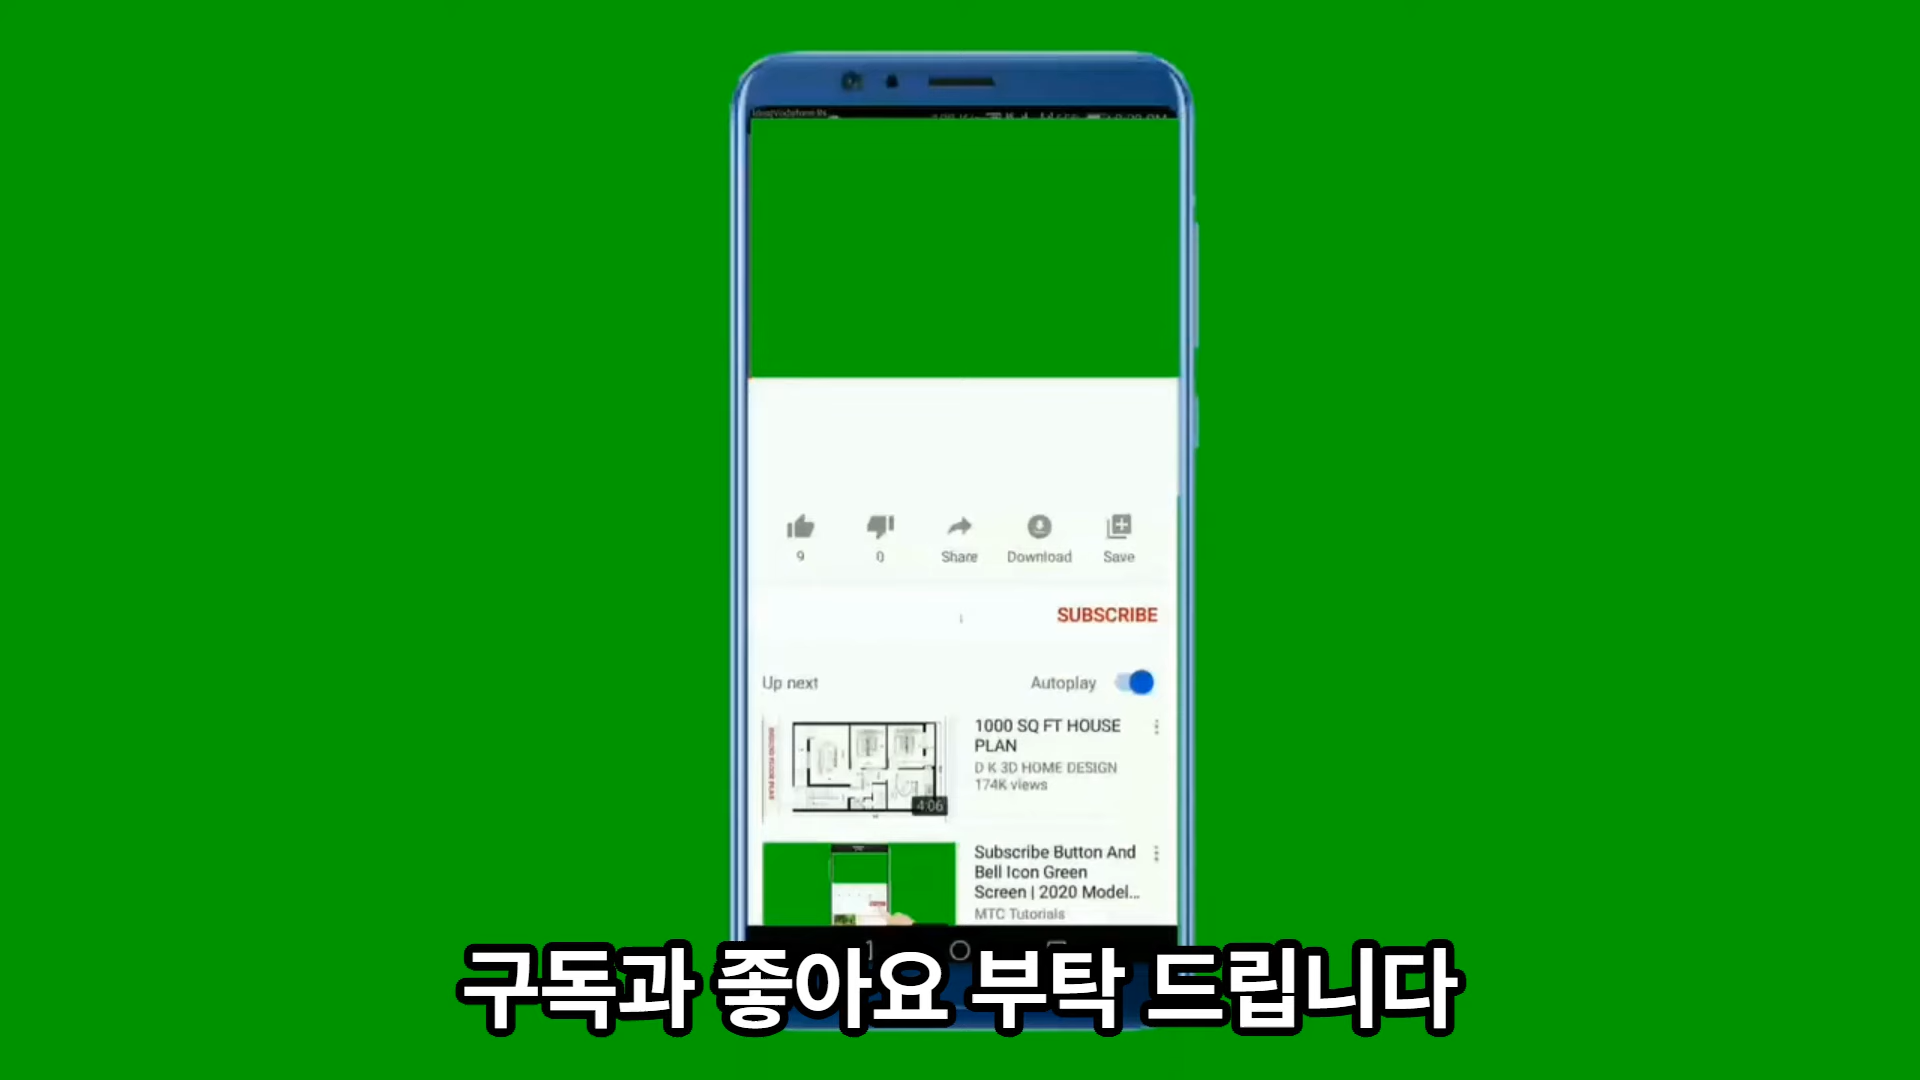 9
0
Share
Download
Save
SUBSCRIBE
Up next
Autoplay
1000 SQ FT HOUSE
PLAN
D K 3D HOME DESIGN
174K views
4:06
Subscribe Button And
Bell Icon Green
Screen | 2020 Model...
MTC Tutorials
구독과 좋아요 부탁 드립니다